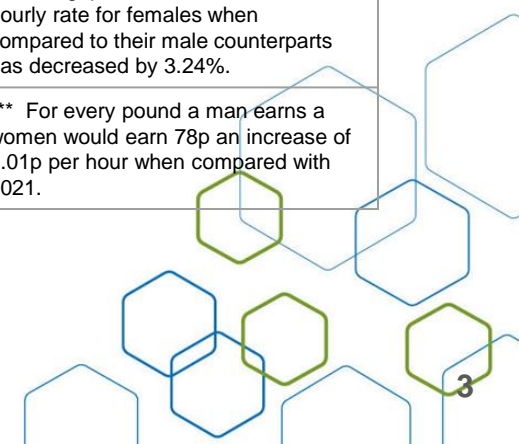 ourly rate for females when
ompared to their male counterparts
as decreased by 3.24%.
** For every pound a man earns a
women would earn 78p an increase of
.01p per hour when compared with
021.
3